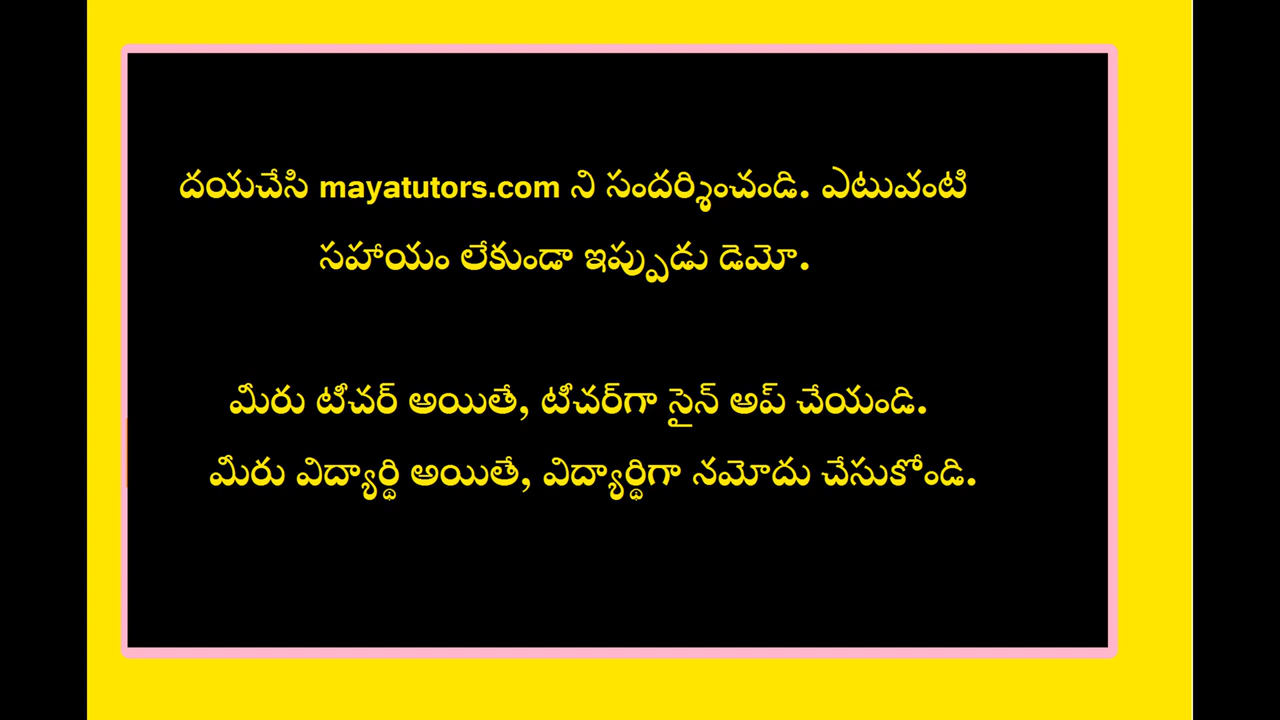 దయచేసి mayatutors.com ని సందర్శించండి. ఎటువంటి
సహాయం లేకుండా ఇప్పుడు డెమో.
మీరు టీచర్ అయితే, టీచర్‌గా సైన్ అప్ చేయండి.
మీరు విద్యార్థి అయితే, విద్యార్థిగా నమోదు చేసుకోండి.